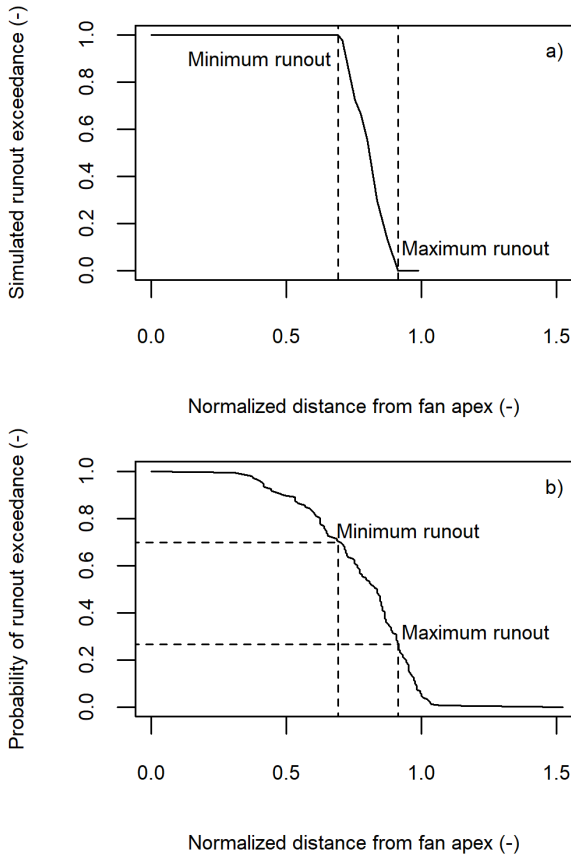 a)
Simulated runout exceedance (-)
1.0
0.8
0.6
0.4
0.2
0.0
Minimum runout
Maximum runout
0.0 0.5 1.0 1.5
Normalized distance from fan apex (-)
b)
Probability of runout exceedance (-)
1.0
0.8
0.6
0.4
0.2
0.0
Minimum runout
Maximum runout
0.0 0.5 1.0 1.5
Normalized distance from fan apex (-)